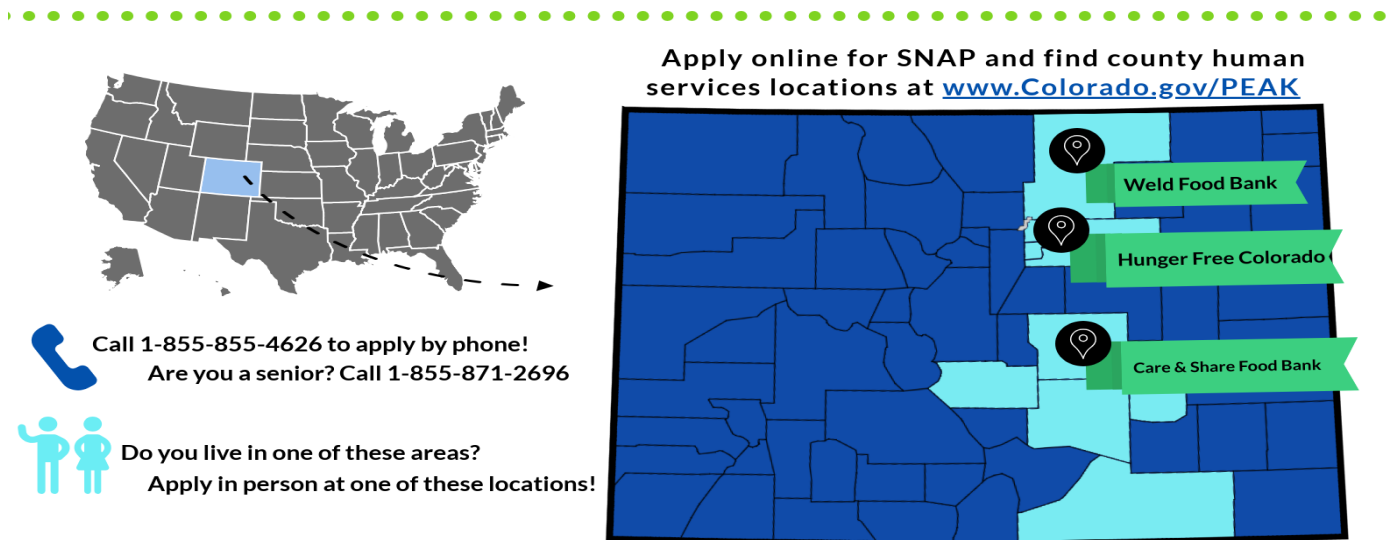 Apply online for SNAP and find county human
services locations at www.Colorado.gov/PEAK
Weld Food Bank
Hunger Free Colorado
Care & Share Food Bank
Call 1-855-855-4626 to apply by phone!
Are you a senior? Call 1-855-871-2696
Do you live in one of these areas?
Apply in person at one of these locations!